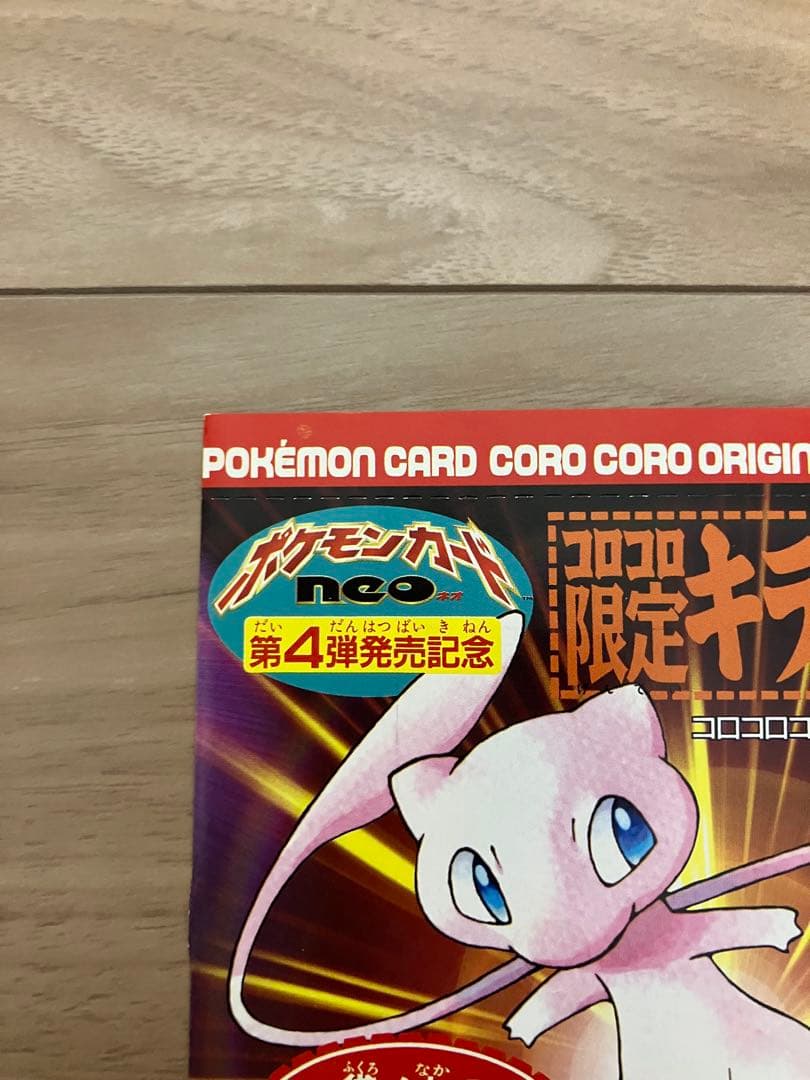 POKÉMON CARD CORO CORO ORIGIN
ポケモンカード
neo ネオ ™
だい だんはつばいきねん
第4弾発売記念
コロコロ
限定キラ
コロコロコ
ふくろ なか